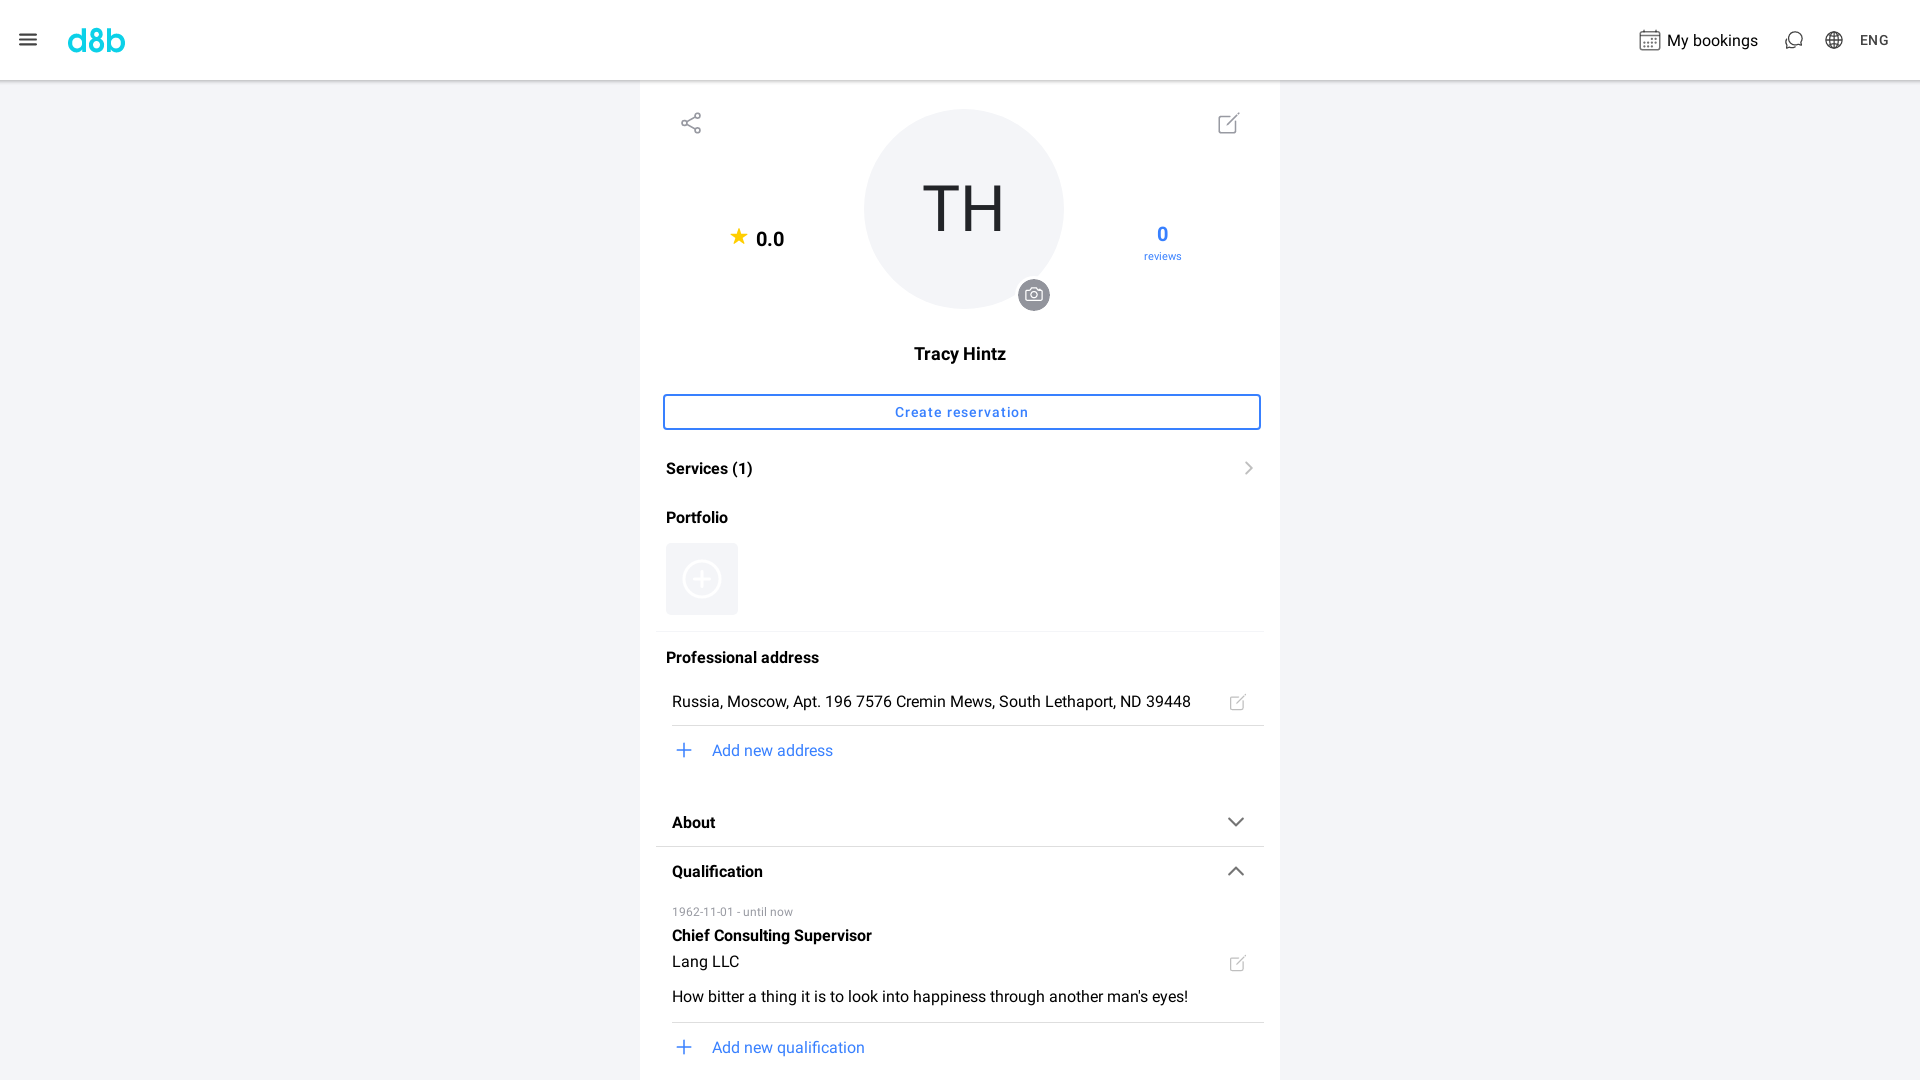 d8b
My bookings
ENG
TH
0.0
0
reviews
Tracy Hintz
Create reservation
Services (1)
Portfolio
Professional address
Russia, Moscow, Apt. 196 7576 Cremin Mews, South Lethaport, ND 39448
Add new address
About
Qualification
1962-11-01 - until now
Chief Consulting Supervisor
Lang LLC
How bitter a thing it is to look into happiness through another man's eyes!
Add new qualification